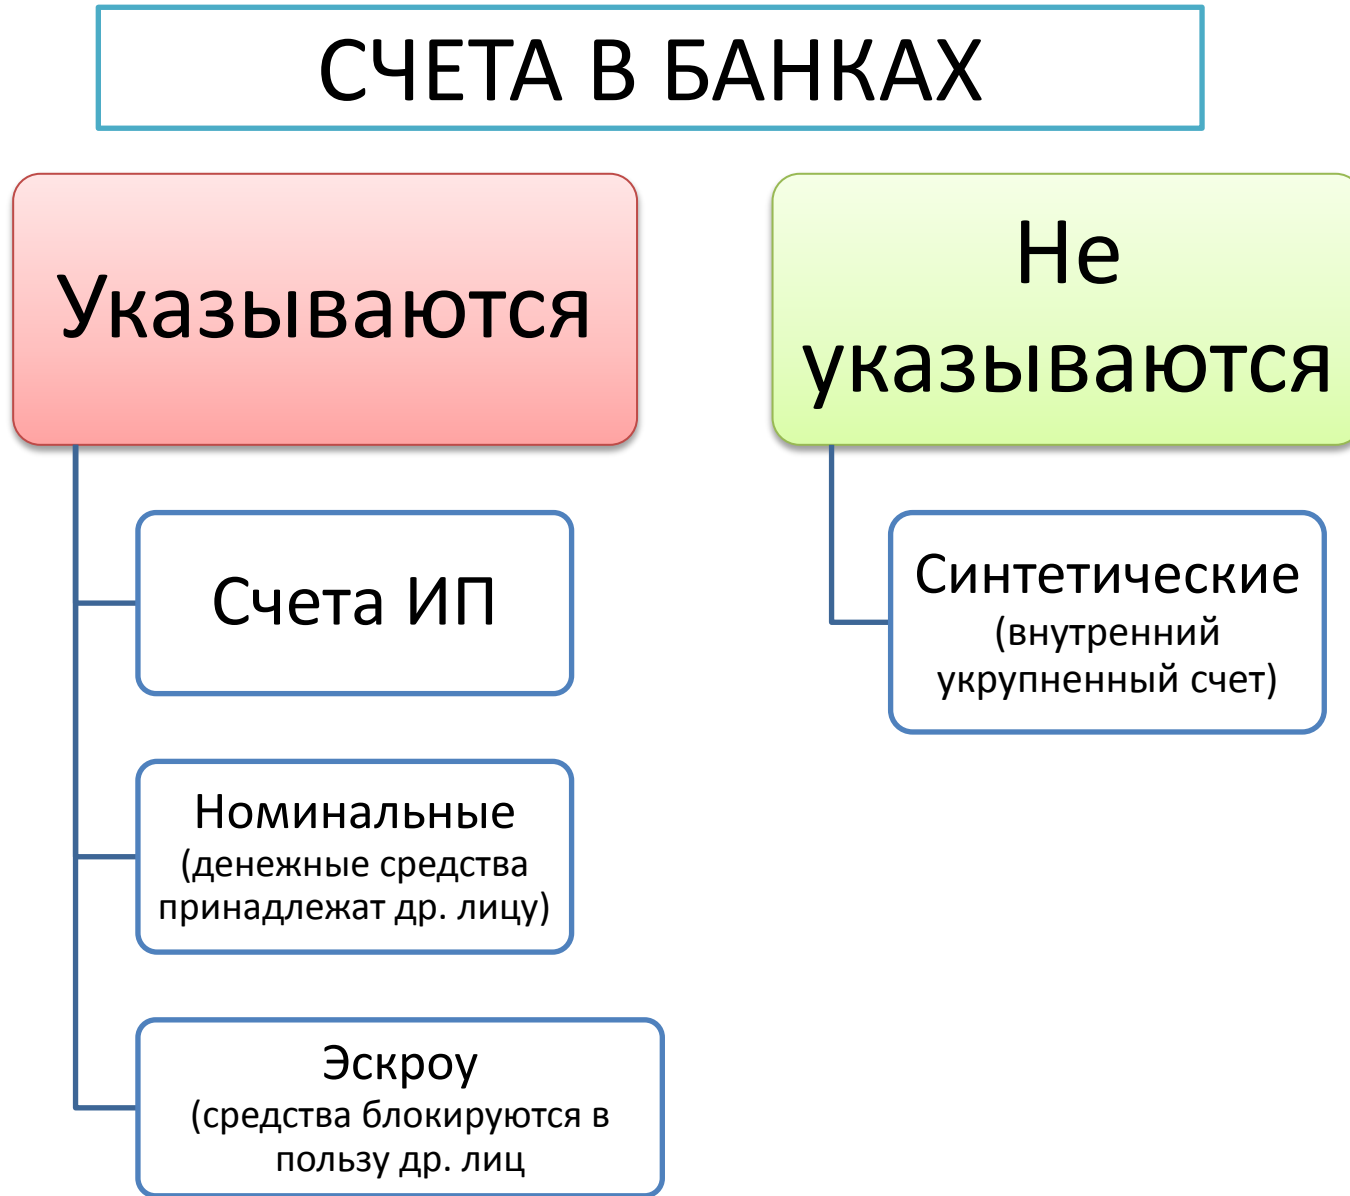 СЧЕТА В БАНКАХ
Указываются
Счета ИП
Номинальные
(денежные средства
принадлежат др. лицу)
Эскроу
(средства блокируются в
пользу др. лиц
Не
указываются
Синтетические
(внутренний
укрупненный счет)